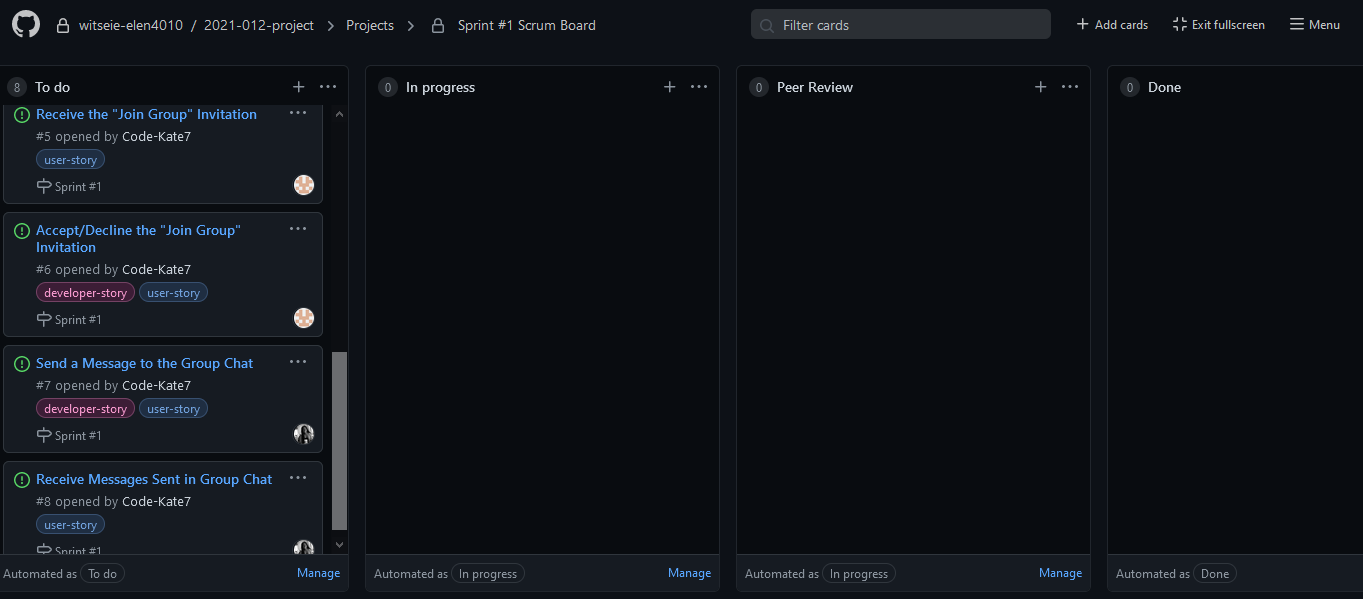 witseie-elen4010 / 2021-012-project > Projects > Sprint #1 Scrum Board
Filter cards
Add cards
Exit fullscreen
Menu
8 To do
Receive the "Join Group" Invitation
#5 opened by Code-Kate7
user-story
Sprint #1
Accept/Decline the "Join Group"
Invitation
#6 opened by Code-Kate7
developer-story user-story
Sprint #1
Send a Message to the Group Chat
#7 opened by Code-Kate7
developer-story user-story
Sprint #1
Receive Messages Sent in Group Chat
#8 opened by Code-Kate7
user-story
Sprint #1
Automated as To do Manage
0 In progress
Automated as In progress Manage
0 Peer Review
Automated as In progress Manage
0 Done
Automated as Done